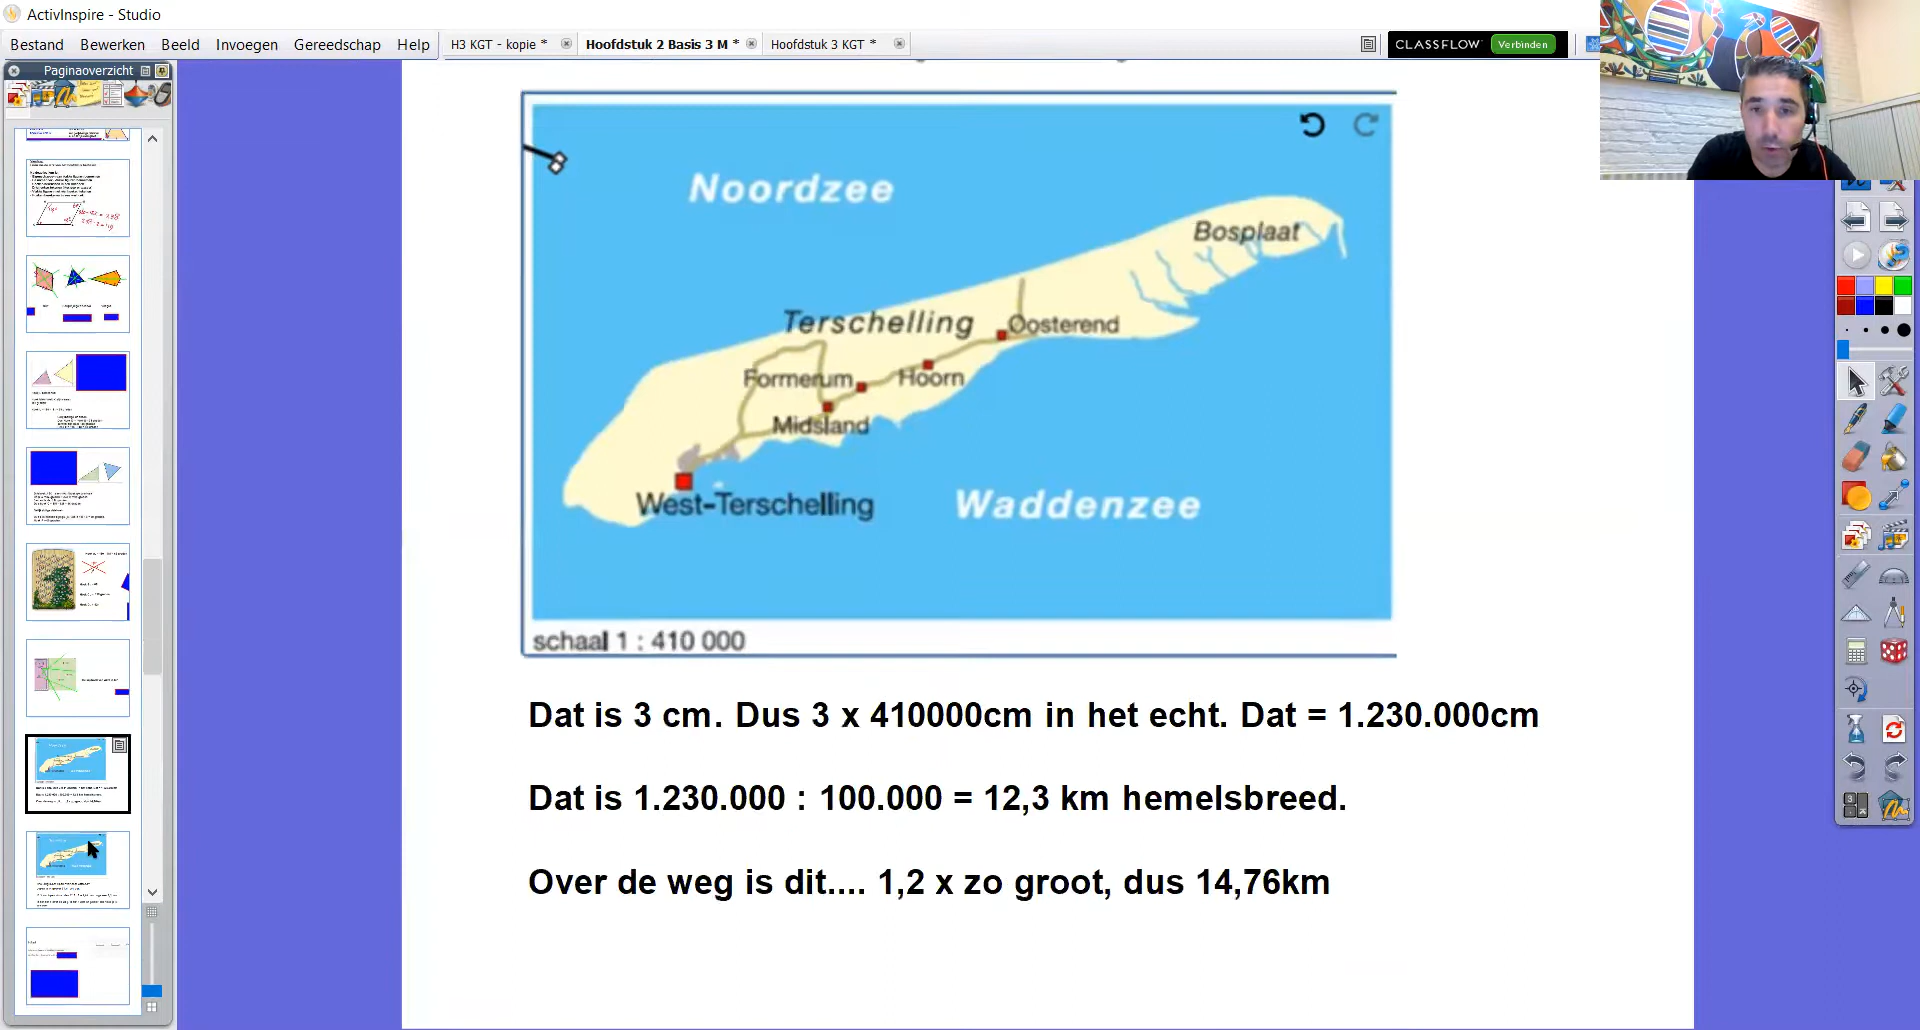 ActivInspire - Studio
Bestand Bewerken Beeld Invoegen Gereedschap Help
H3 KGT - kopie *
Hoofdstuk 2 Basis 3 M *
Hoofdstuk 3 KGT *
CLASSFLOW
Verbinden
Paginaoverzicht
Noordzee
Bosplaat
Terschelling
Oosterend
Formerum
Hoorn
Midsland
West-Terschelling
Waddenzee
schaal 1 : 410 000
Dat is 3 cm. Dus 3 x 410000cm in het echt. Dat = 1.230.000cm
Dat is 1.230.000 : 100.000 = 12,3 km hemelsbreed.
Over de weg is dit.... 1,2 x zo groot, dus 14,76km